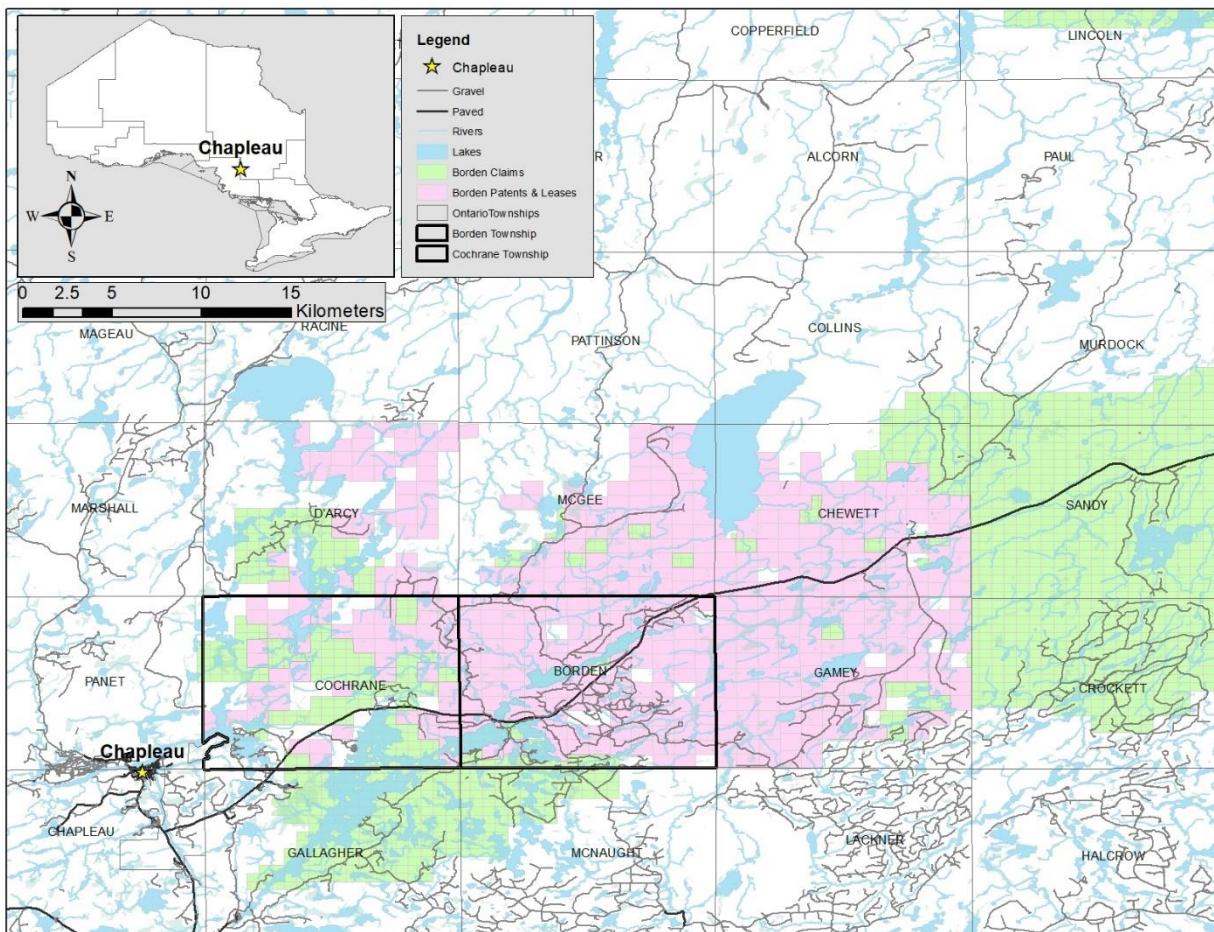 Chapleau
N
W E
S
0 2.5 5 10 15
Kilometers
Legend
Chapleau
Gravel
Paved
Rivers
Lakes
Borden Claims
Borden Patents & Leases
OntarioTownships
Borden Township
Cochrane Township
COPPERFIELD
LINCOLN
R
ALCORN
PAUL
MAGEAU
RACINE
PATTINSON
COLLINS
MURDOCK
MARSHALL
D'ARCY
MCGEE
CHEWETT
SANDY
PANET
COCHRANE
BORDEN
GAMEY
CROCKETT
Chapleau
CHAPLEAU
GALLAGHER
MCNAUGHT
LACKNER
HALCROW